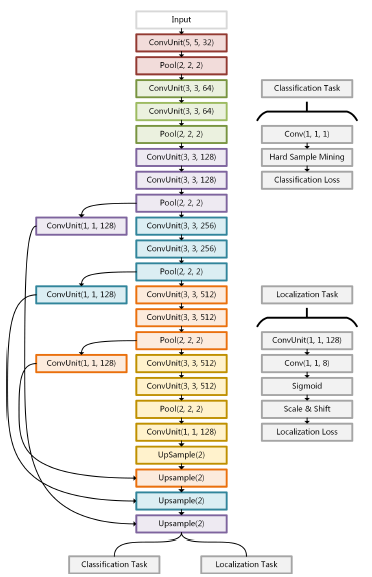 Input
ConvUnit(5, 5, 32)
Pool(2, 2, 2)
ConvUnit(3, 3, 64)
ConvUnit(3, 3, 64)
Pool(2, 2, 2)
ConvUnit(3, 3, 128)
ConvUnit(3, 3, 128)
Pool(2, 2, 2)
ConvUnit(1, 1, 128)
ConvUnit(3, 3, 256)
ConvUnit(3, 3, 256)
Pool(2, 2, 2)
ConvUnit(1, 1, 128)
ConvUnit(3, 3, 512)
ConvUnit(3, 3, 512)
Pool(2, 2, 2)
ConvUnit(1, 1, 128)
ConvUnit(3, 3, 512)
ConvUnit(3, 3, 512)
Pool(2, 2, 2)
ConvUnit(1, 1, 128)
UpSample(2)
Upsample(2)
Upsample(2)
Upsample(2)
Classification Task
Localization Task
Classification Task
Conv(1, 1, 1)
Hard Sample Mining
Classification Loss
Localization Task
ConvUnit(1, 1, 128)
Conv(1, 1, 8)
Sigmoid
Scale & Shift
Localization Loss